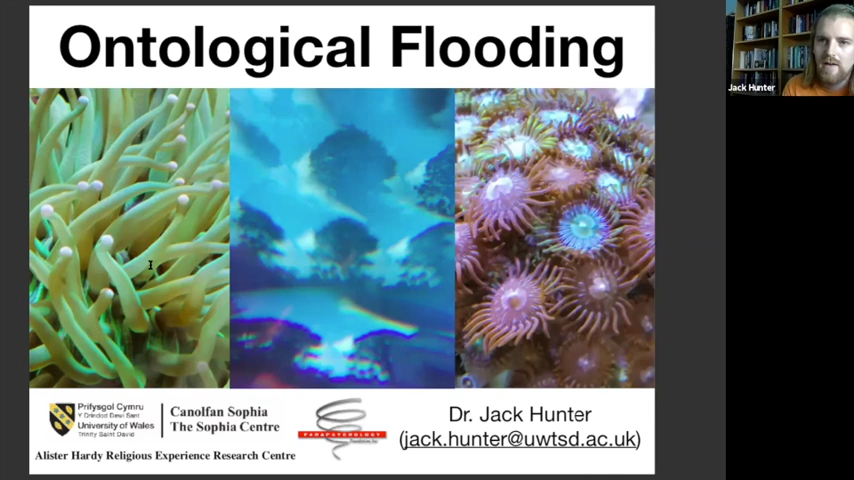 Ontological Flooding
Jack Hunter
Prifysgol Cymru
Y Drindod Dewi Sant
University of Wales
Trinity Saint David
Canolfan Sophia
The Sophia Centre
PARAPSYCHOLOGY
Dr. Jack Hunter
(jack.hunter@uwtsd.ac.uk)
Alister Hardy Religious Experience Research Centre